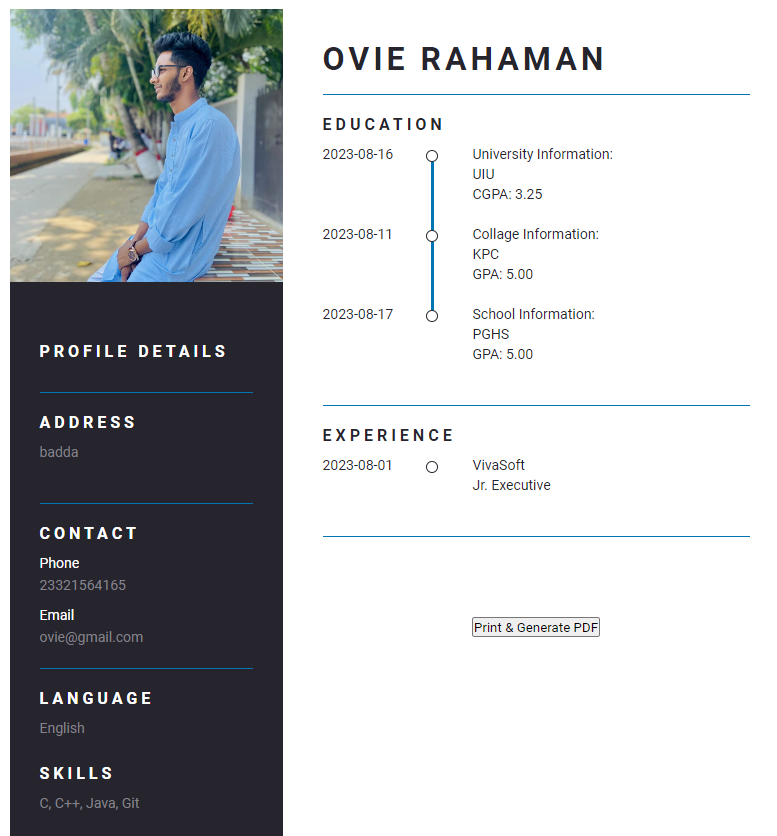 PROFILE DETAILS
ADDRESS
badda
CONTACT
Phone
23321564165
Email
ovie@gmail.com
LANGUAGE
English
SKILLS
C, C++, Java, Git
OVIE RAHAMAN
EDUCATION
2023-08-16
University Information:
UIU
CGPA: 3.25
2023-08-11
Collage Information:
KPC
GPA: 5.00
2023-08-17
School Information:
PGHS
GPA: 5.00
EXPERIENCE
2023-08-01
VivaSoft
Jr. Executive
Print & Generate PDF